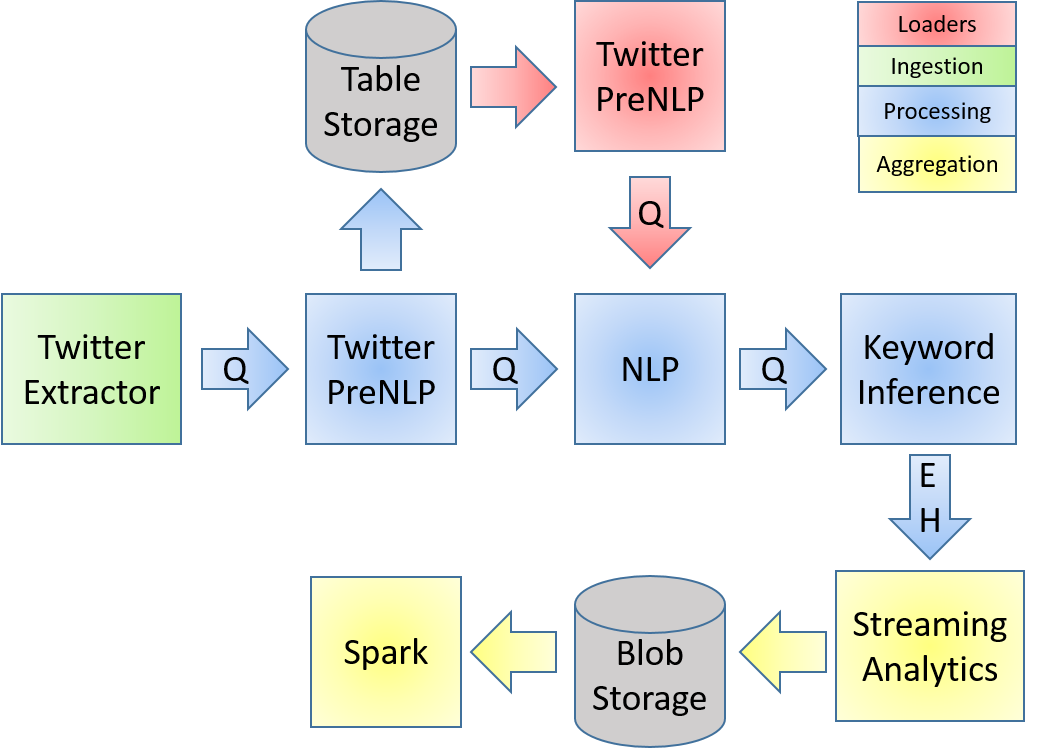 Table
Storage
Twitter
PreNLP
Loaders
Ingestion
Processing
Aggregation
Q
Twitter
Extractor
Q
Twitter
PreNLP
Q
NLP
Q
Keyword
Inference
E
H
Spark
Blob
Storage
Streaming
Analytics